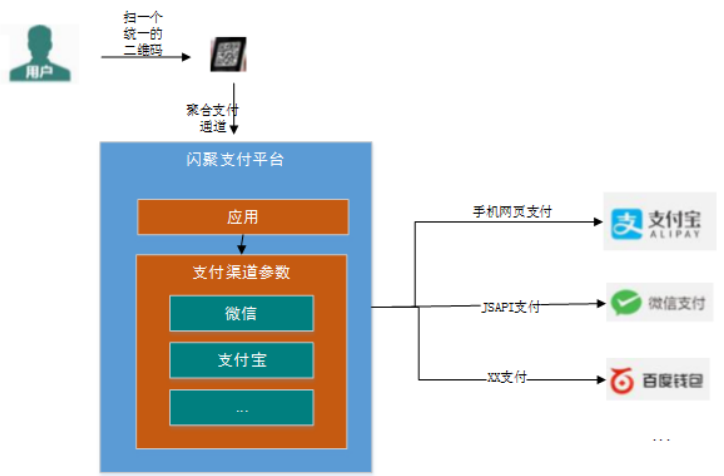 扫一个
统一的
二维码
用户
聚合支付
通道
闪聚支付平台
应用
支付渠道参数
微信
支付宝
...
手机网页支付
支付宝
ALIPAY
JSAPI支付
微信支付
XX支付
百度钱包
...